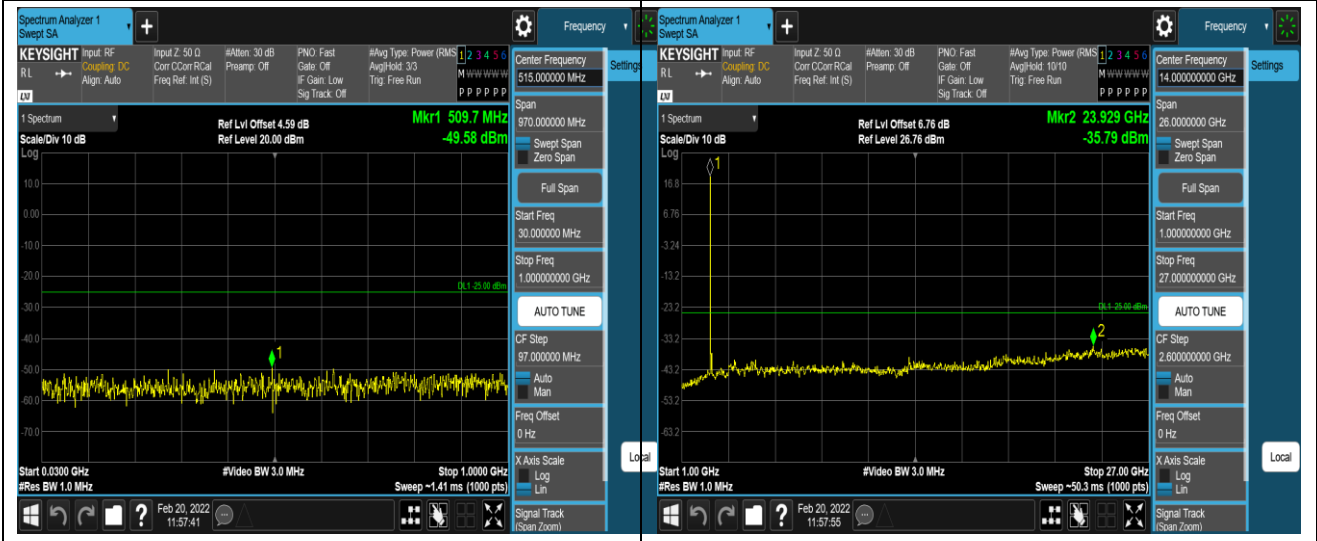 Spectrum Analyzer 1
Swept SA
Frequency
KEYSIGHT
Input: RF
Coupling: DC
Align: Auto
Input Z: 50 Ω
Corr CCorr RCal
Freq Ref: Int (S)
#Atten: 30 dB
Preamp: Off
PNO: Fast
Gate: Off
IF Gain: Low
Sig Track: Off
#Avg Type: Power (RMS
Avg|Hold: 3/3
Trig: Free Run
1 2 3 4 5 6
M W W W W W
P P P P P P
RL
LXI
Center Frequency
515.000000 MHz
Settings
1 Spectrum
Scale/Div 10 dB
Log
Ref Lvl Offset 4.59 dB
Ref Level 20.00 dBm
Mkr1 509.7 MHz
-49.58 dBm
Span
970.000000 MHz
Swept Span
Zero Span
Full Span
Start Freq
30.000000 MHz
Stop Freq
1.000000000 GHz
AUTO TUNE
CF Step
97.000000 MHz
Auto
Man
Freq Offset
0 Hz
X Axis Scale
Log
Lin
Signal Track
(Span Zoom)
Local
10.0
0.00
-10.0
-20.0
DL1 -25.00 dBm
-30.0
-40.0
1
-50.0
-60.0
-70.0
Start 0.0300 GHz
#Res BW 1.0 MHz
#Video BW 3.0 MHz
Stop 1.0000 GHz
Sweep ~1.41 ms (1000 pts)
Feb 20, 2022
11:57:41
Spectrum Analyzer 1
Swept SA
Frequency
KEYSIGHT
Input: RF
Coupling: DC
Align: Auto
Input Z: 50 Ω
Corr CCorr RCal
Freq Ref: Int (S)
#Atten: 30 dB
Preamp: Off
PNO: Fast
Gate: Off
IF Gain: Low
Sig Track: Off
#Avg Type: Power (RMS
Avg|Hold: 10/10
Trig: Free Run
1 2 3 4 5 6
M W W W W W
P P P P P P
RL
LXI
Center Frequency
14.000000000 GHz
Settings
1 Spectrum
Scale/Div 10 dB
Log
Ref Lvl Offset 6.76 dB
Ref Level 26.76 dBm
Mkr2 23.929 GHz
-35.79 dBm
Span
26.0000000 GHz
Swept Span
Zero Span
Full Span
Start Freq
1.000000000 GHz
Stop Freq
27.000000000 GHz
AUTO TUNE
CF Step
2.600000000 GHz
Auto
Man
Freq Offset
0 Hz
X Axis Scale
Log
Lin
Signal Track
(Span Zoom)
Local
1
16.8
6.76
-3.24
-13.2
-23.2
DL1 -25.00 dBm
-33.2
2
-43.2
-53.2
-63.2
Start 1.00 GHz
#Res BW 1.0 MHz
#Video BW 3.0 MHz
Stop 27.00 GHz
Sweep ~50.3 ms (1000 pts)
Feb 20, 2022
11:57:55